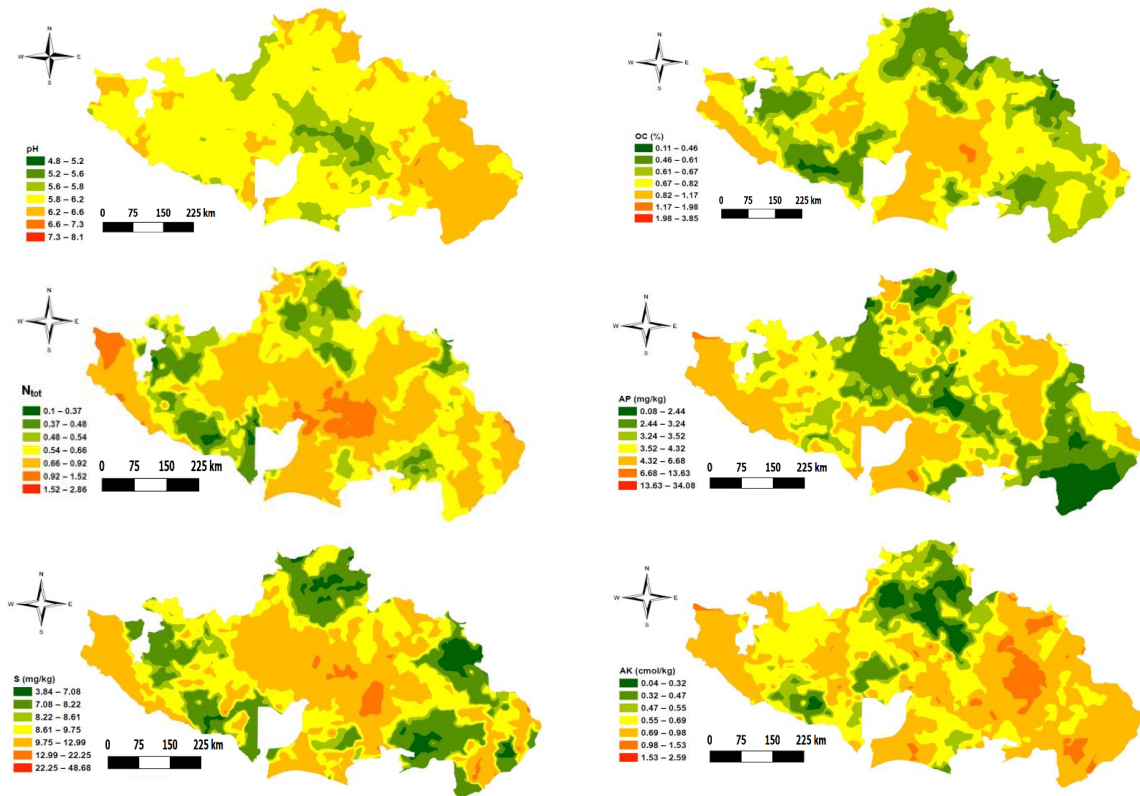 N
W E
S
pH
4.8 – 5.2
5.2 – 5.6
5.6 – 5.8
5.8 – 6.2
6.2 – 6.6
6.6 – 7.3
7.3 – 8.1
0 75 150 225 km
N
W E
S
OC (%)
0.11 – 0.46
0.46 – 0.61
0.61 – 0.67
0.67 – 0.82
0.82 – 1.17
1.17 – 1.98
1.98 – 3.85
0 75 150 225 km
N
W E
S
Ntot
0.1 – 0.37
0.37 – 0.48
0.48 – 0.54
0.54 – 0.66
0.66 – 0.92
0.92 – 1.52
1.52 – 2.86
0 75 150 225 km
N
W E
S
AP (mg/kg)
0.08 – 2.44
2.44 – 3.24
3.24 – 3.52
3.52 – 4.32
4.32 – 6.68
6.68 – 13.63
13.63 – 34.08
0 75 150 225 km
N
W E
S
S (mg/kg)
3.84 – 7.08
7.08 – 8.22
8.22 – 8.61
8.61 – 9.75
9.75 – 12.99
12.99 – 22.25
22.25 – 48.68
0 75 150 225 km
N
W E
S
AK (cmol/kg)
0.04 – 0.32
0.32 – 0.47
0.47 – 0.55
0.55 – 0.69
0.69 – 0.98
0.98 – 1.53
1.53 – 2.59
0 75 150 225 km